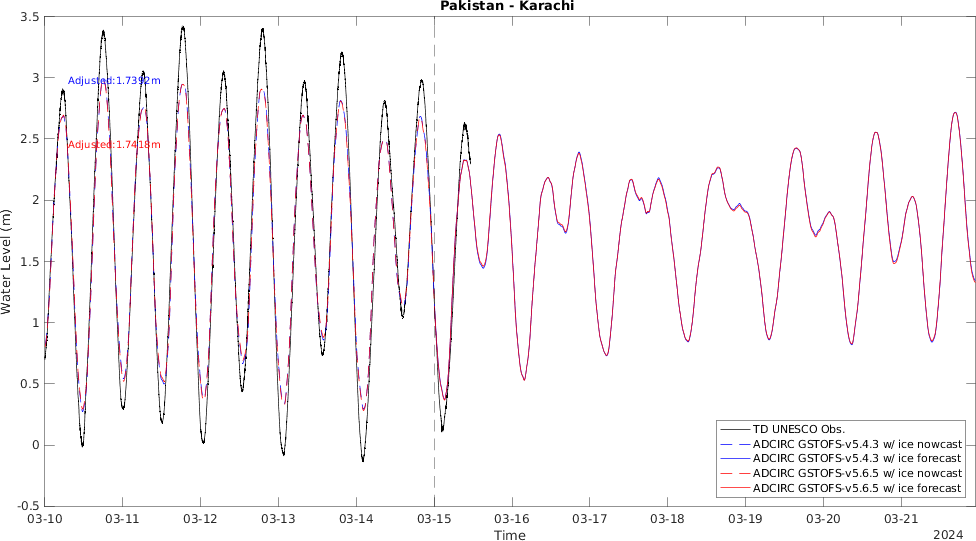 Pakistan - Karachi
3.5
3
2.5
2
1.5
1
0.5
0
-0.5
Water Level (m)
Adjusted:1.7392m
Adjusted:1.7418m
TD UNESCO Obs.
ADCIRC GSTOFS-v5.4.3 w/ ice nowcast
ADCIRC GSTOFS-v5.4.3 w/ ice forecast
ADCIRC GSTOFS-v5.6.5 w/ ice nowcast
ADCIRC GSTOFS-v5.6.5 w/ ice forecast
03-10 03-11 03-12 03-13 03-14 03-15 03-16 03-17 03-18 03-19 03-20 03-21
Time
2024